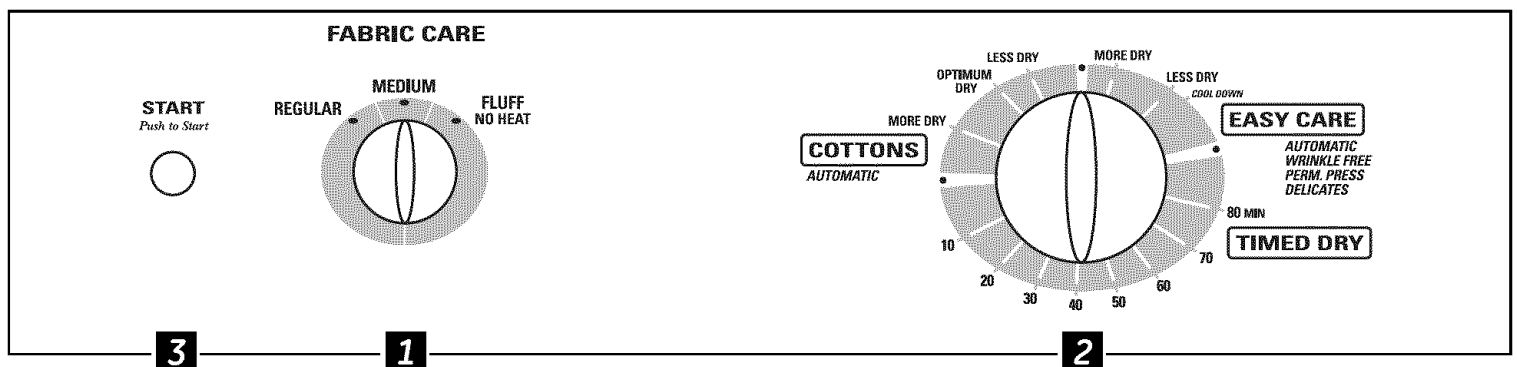 FABRIC CARE
START
Push to Start
REGULAR
MEDIUM
FLUFF
NO HEAT
COTTONS
AUTOMATIC
MORE DRY
OPTIMUM
DRY
LESS DRY
MORE DRY
LESS DRY
COOL DOWN
EASY CARE
AUTOMATIC
WRINKLE FREE
PERM. PRESS
DELICATES
80 MIN
TIMED DRY
70
60
50
40
30
20
10
3
1
2